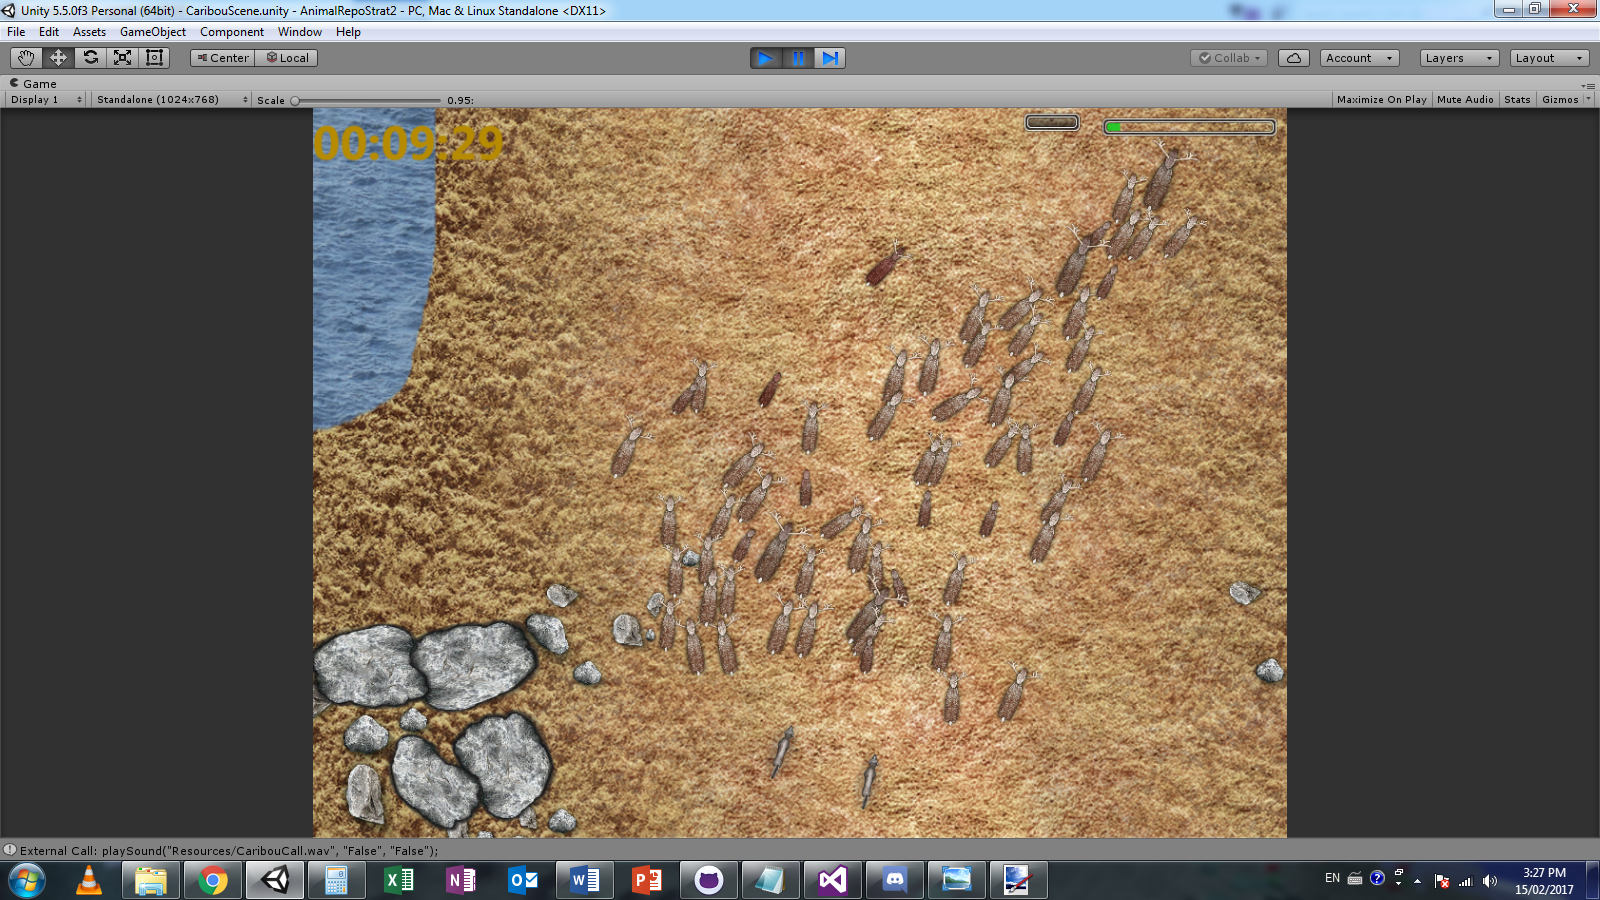 Unity 5.5.0f3 Personal (64bit) - CaribouScene.unity - AnimalRepoStrat2 - PC, Mac & Linux Standalone <DX11>
File Edit Assets GameObject Component Window Help
Center Local Collab Account Layers Layout
Game
Display 1 Standalone (1024x768) Scale 0.95: Maximize On Play Mute Audio Stats Gizmos
00:09:29
External Call: playSound("Resources/CaribouCall.wav", "False", "False");
EN 3:27 PM
15/02/2017